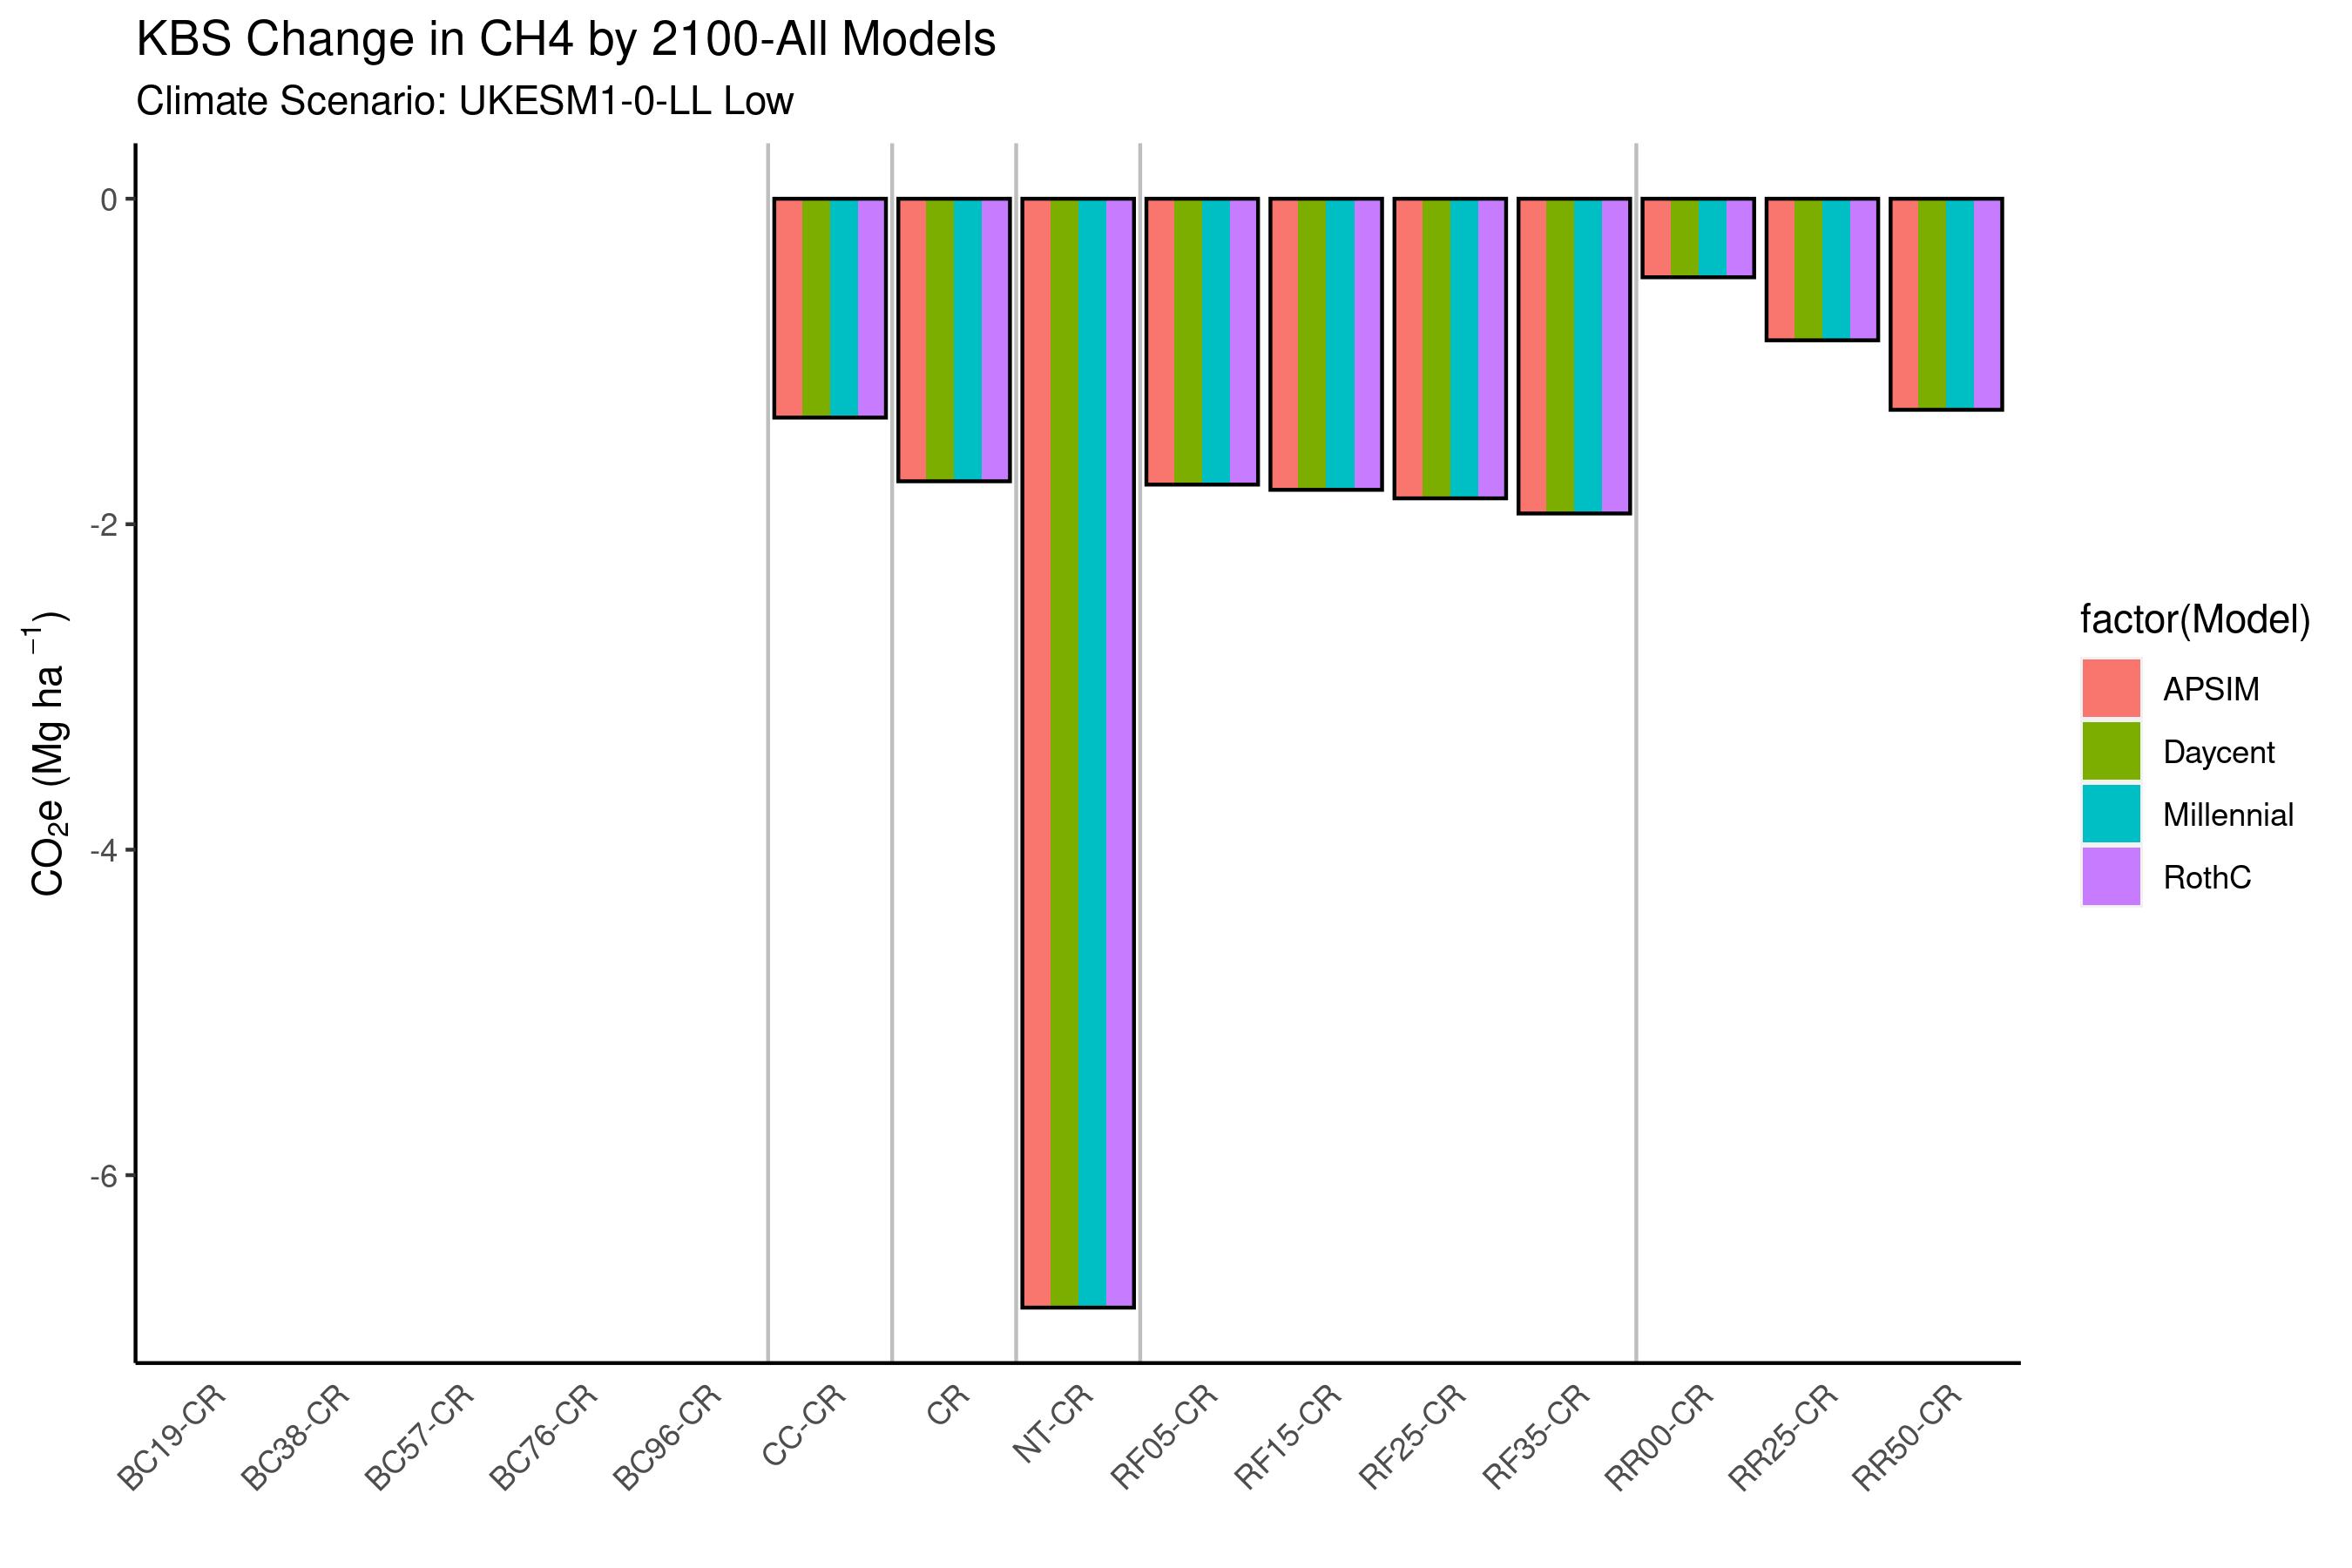 KBS Change in CH4 by 2100-All Models
Climate Scenario: UKESM1-0-LL Low
CO₂e (Mg ha ⁻¹)
0
-2
-4
-6
BC19-CR
BC38-CR
BC57-CR
BC76-CR
BC96-CR
CC-CR
CR
NT-CR
RF05-CR
RF15-CR
RF25-CR
RF35-CR
RR00-CR
RR25-CR
RR50-CR
factor(Model)
APSIM
Daycent
Millennial
RothC